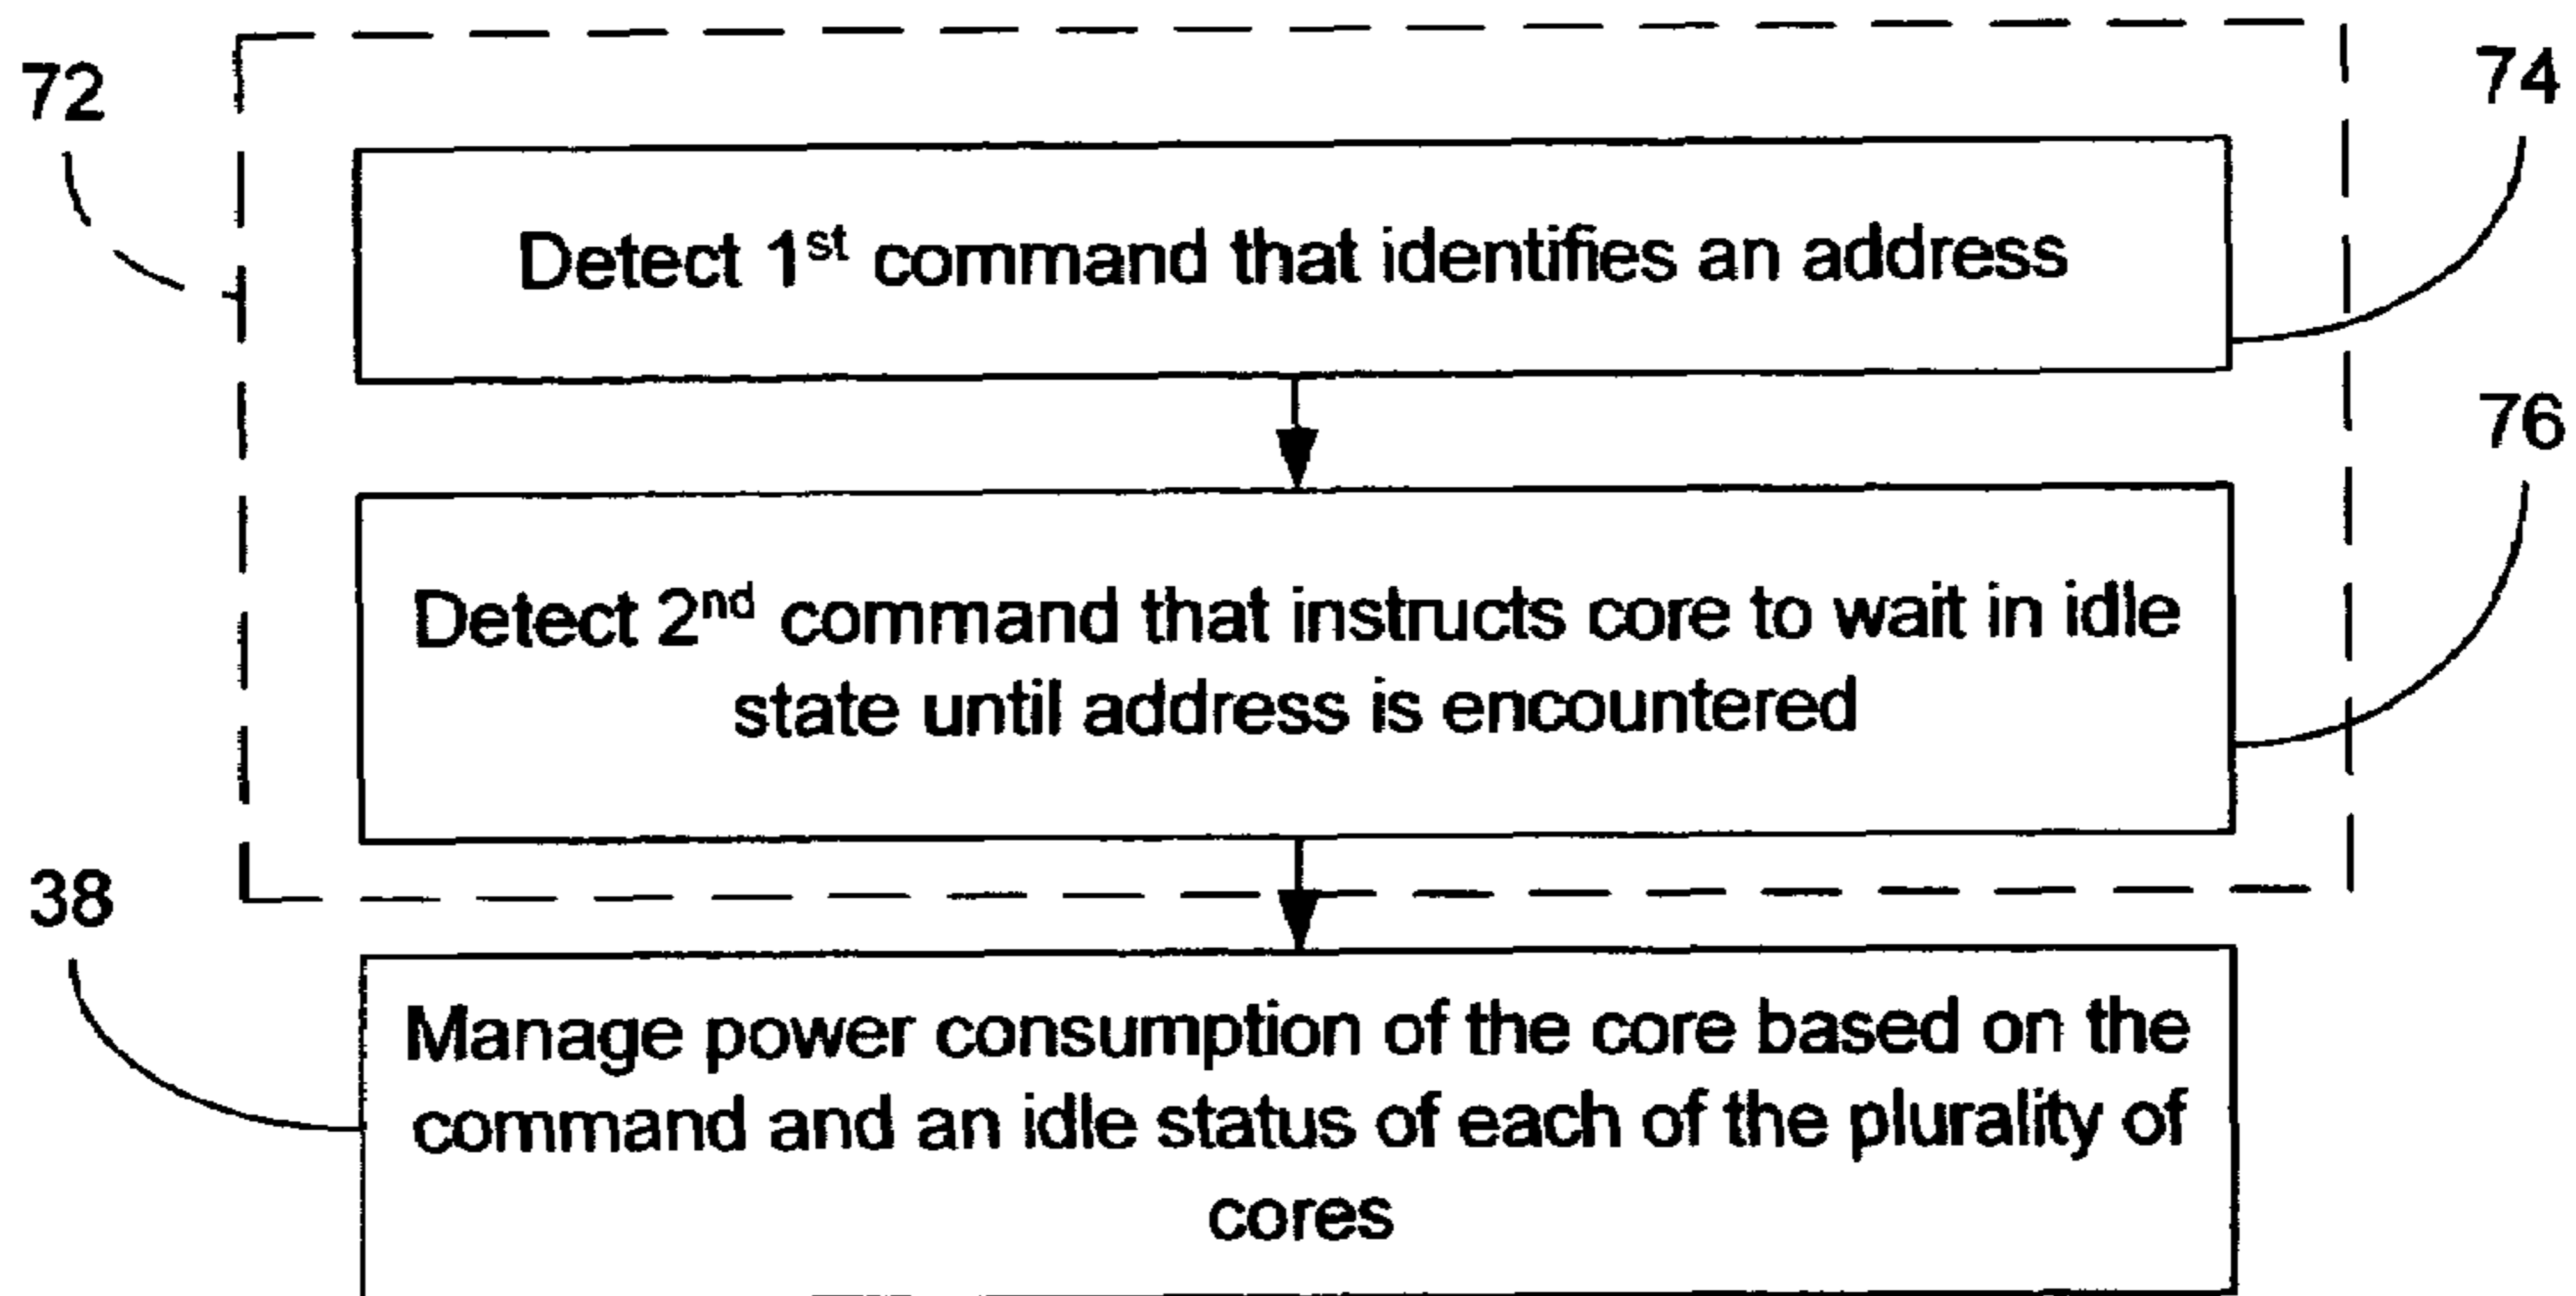 72
74
Detect 1st command that identifies an address
76
Detect 2nd command that instructs core to wait in idle
state until address is encountered
38
Manage power consumption of the core based on the
command and an idle status of each of the plurality of
cores